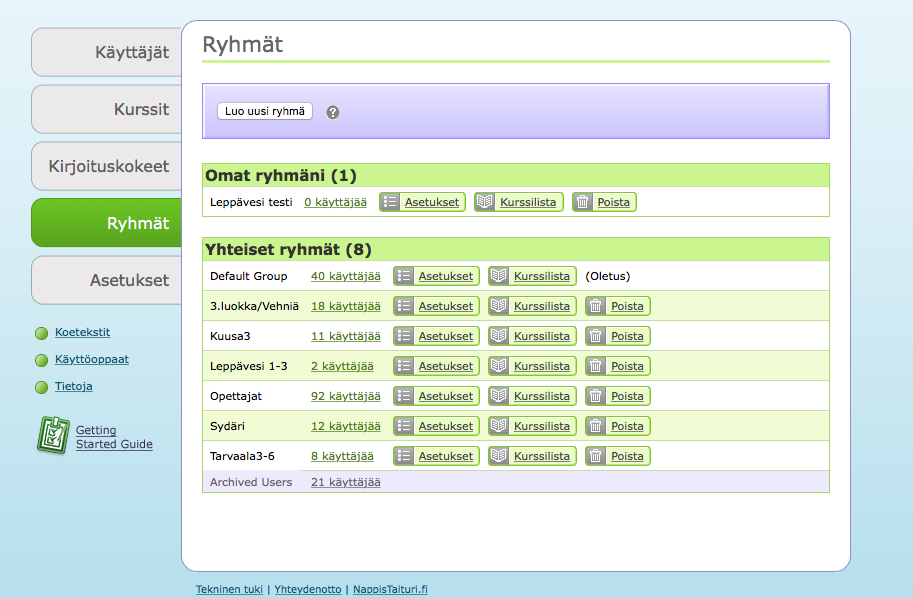 Käyttäjät
Kurssit
Kirjoituskokeet
Ryhmät
Asetukset
Koetekstit
Käyttöoppaat
Tietoja
Getting
Started Guide
Ryhmät
Luo uusi ryhmä ?
Omat ryhmäni (1)
Leppävesi testi 0 käyttäjää Asetukset Kurssilista Poista
Yhteiset ryhmät (8)
Default Group 40 käyttäjää Asetukset Kurssilista (Oletus)
3.luokka/Vehniä 18 käyttäjää Asetukset Kurssilista Poista
Kuusa3 11 käyttäjää Asetukset Kurssilista Poista
Leppävesi 1-3 2 käyttäjää Asetukset Kurssilista Poista
Opettajat 92 käyttäjää Asetukset Kurssilista Poista
Sydäri 12 käyttäjää Asetukset Kurssilista Poista
Tarvaala3-6 8 käyttäjää Asetukset Kurssilista Poista
Archived Users 21 käyttäjää
Tekninen tuki | Yhteydenotto | NappisTaituri.fi